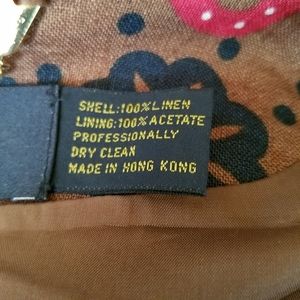 SHELL:100%LINEN
LINING:100%ACETATE
PROFESSIONALLY
DRY CLEAN
MADE IN HONG KONG